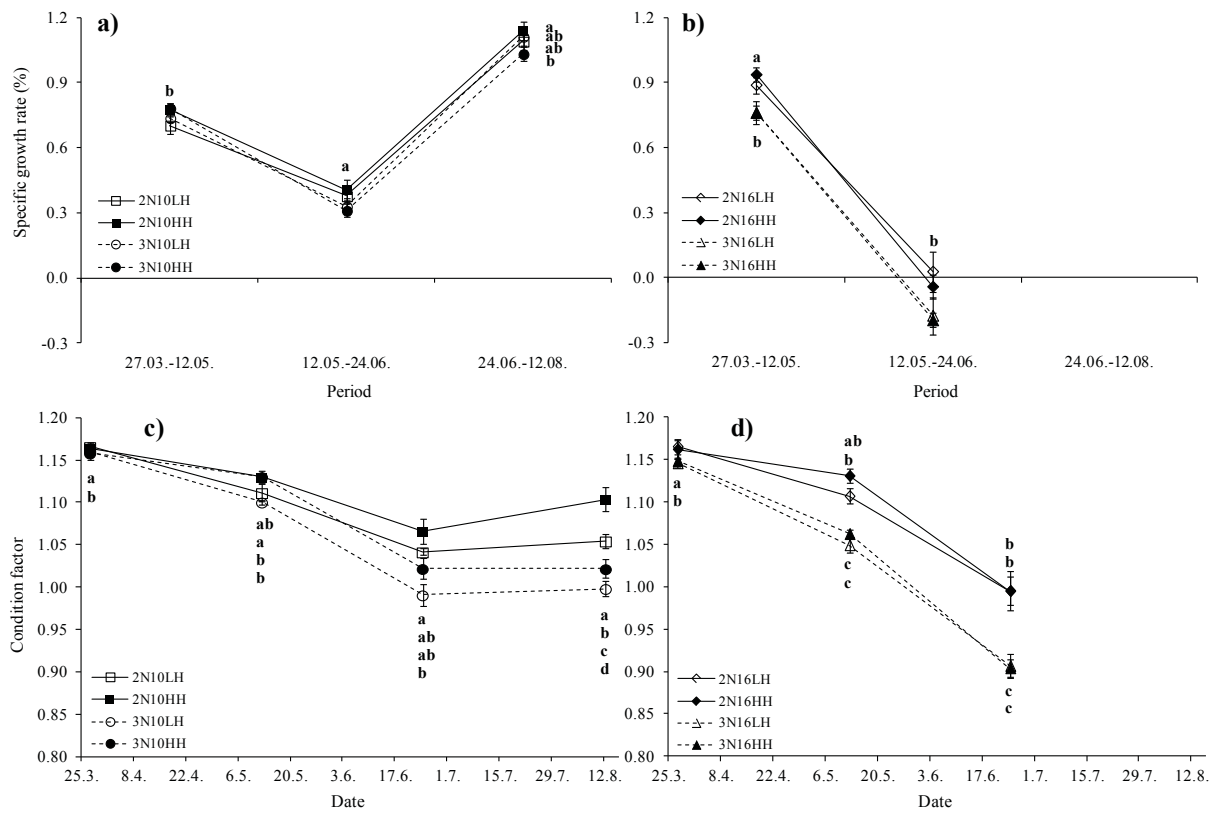 a)
Specific growth rate (%)
1.2
0.9
0.6
0.3
0.0
-0.3
b
a
a
ab
ab
b
2N10LH
2N10HH
3N10LH
3N10HH
27.03.-12.05.
12.05.-24.06.
24.06.-12.08.
Period
b)
1.2
0.9
0.6
0.3
0.0
-0.3
a
b
b
2N16LH
2N16HH
3N16LH
3N16HH
27.03.-12.05.
12.05.-24.06.
24.06.-12.08.
Period
c)
Condition factor
1.20
1.15
1.10
1.05
1.00
0.95
0.90
0.85
0.80
a
b
ab
a
b
b
a
ab
ab
b
a
b
c
d
2N10LH
2N10HH
3N10LH
3N10HH
25.3. 8.4. 22.4. 6.5. 20.5. 3.6. 17.6. 1.7. 15.7. 29.7. 12.8.
Date
d)
1.20
1.15
1.10
1.05
1.00
0.95
0.90
0.85
0.80
a
b
ab
b
c
c
b
b
c
c
2N16LH
2N16HH
3N16LH
3N16HH
25.3. 8.4. 22.4. 6.5. 20.5. 3.6. 17.6. 1.7. 15.7. 29.7. 12.8.
Date